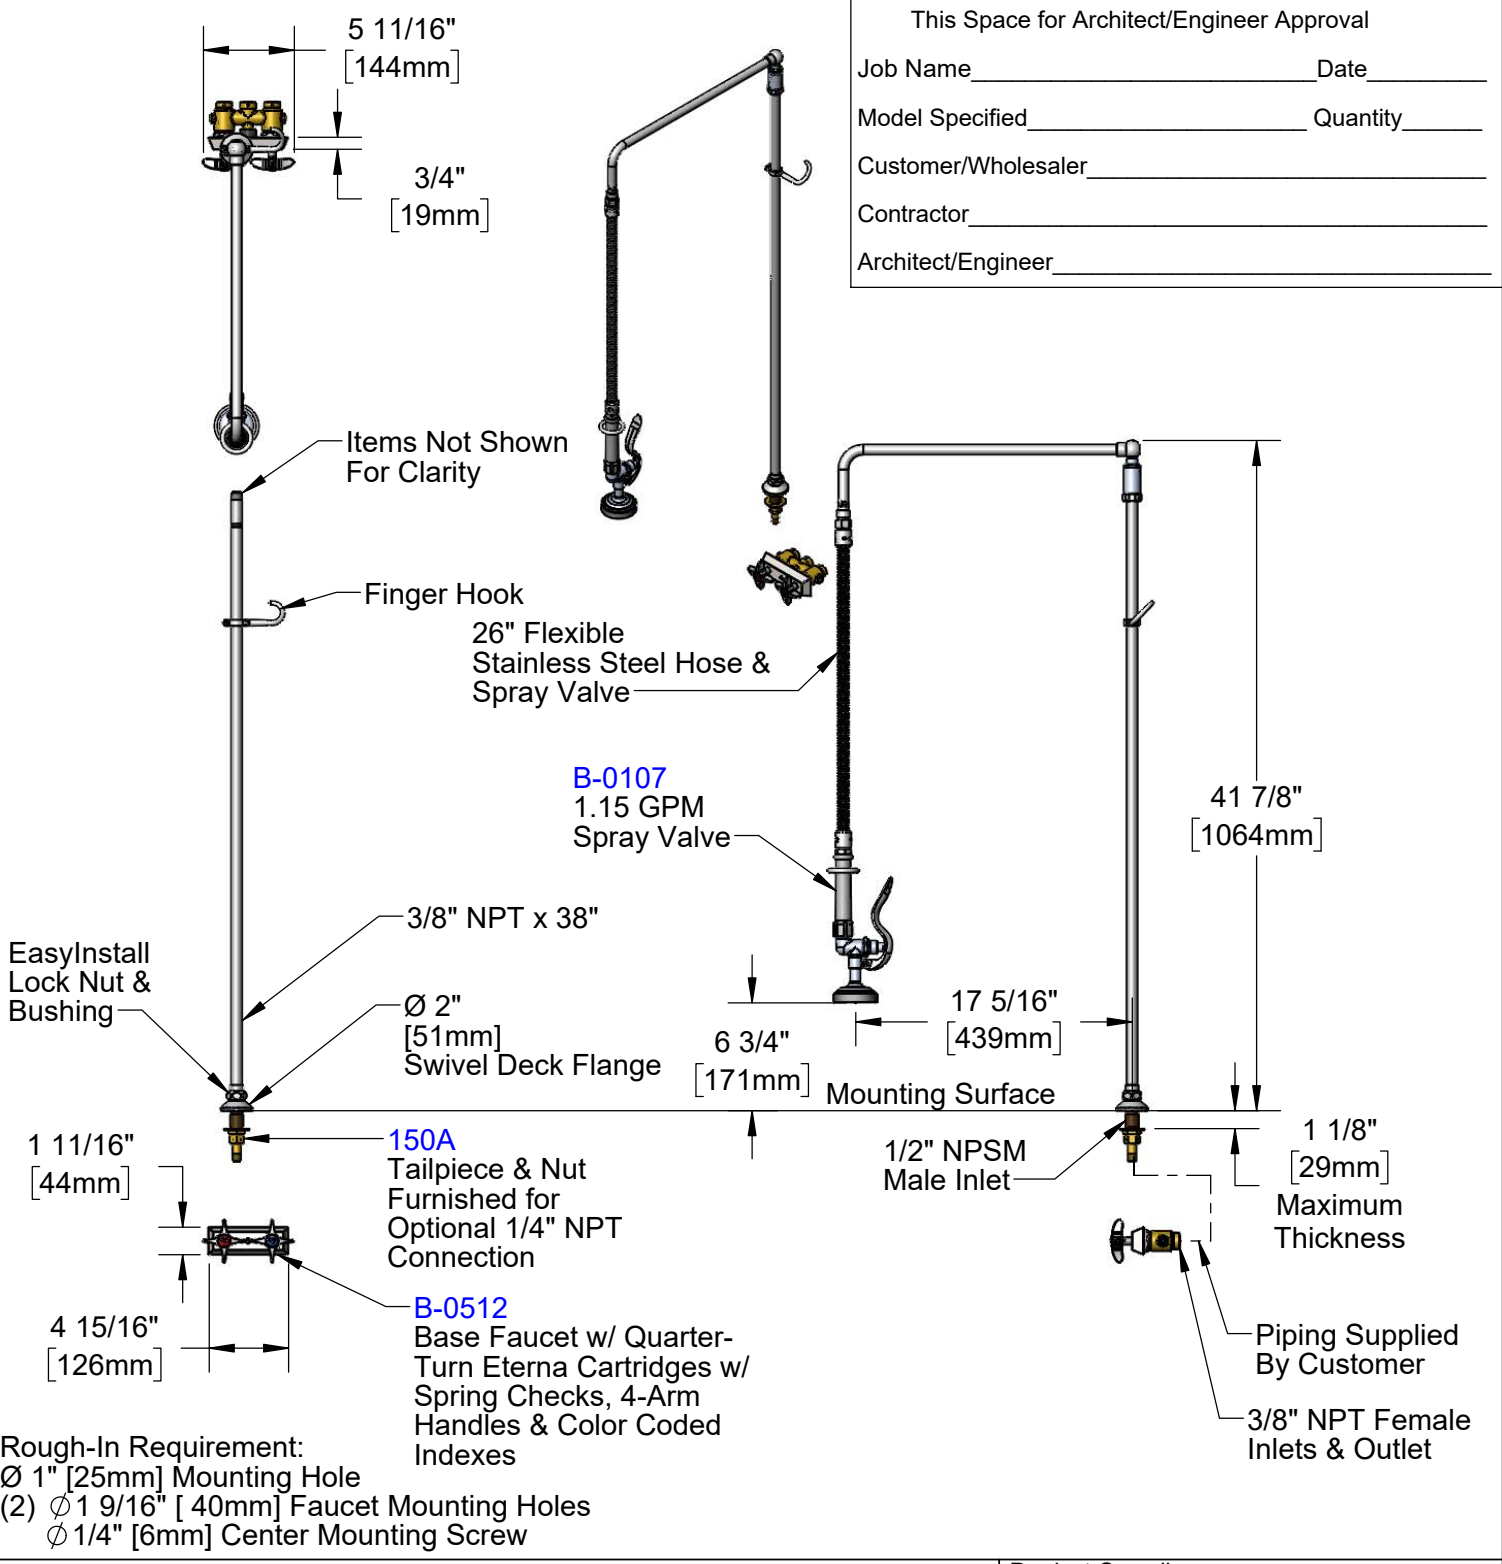 This Space for Architect/Engineer Approval
Job Name Date
Model Specified Quantity
Customer/Wholesaler
Contractor
Architect/Engineer
5 11/16"
[144mm]
3/4"
[19mm]
Items Not Shown
For Clarity
Finger Hook
26" Flexible
Stainless Steel Hose &
Spray Valve
B-0107
1.15 GPM
Spray Valve
41 7/8"
[1064mm]
3/8" NPT x 38"
EasyInstall
Lock Nut &
Bushing
Ø 2"
[51mm]
Swivel Deck Flange
6 3/4"
[171mm]
17 5/16"
[439mm]
Mounting Surface
1 11/16"
[44mm]
150A
Tailpiece & Nut
Furnished for
Optional 1/4" NPT
Connection
1/2" NPSM
Male Inlet
1 1/8"
[29mm]
Maximum
Thickness
4 15/16"
[126mm]
B-0512
Base Faucet w/ Quarter-
Turn Eterna Cartridges w/
Spring Checks, 4-Arm
Handles & Color Coded
Indexes
Piping Supplied
By Customer
3/8" NPT Female
Inlets & Outlet
Rough-In Requirement:
Ø 1" [25mm] Mounting Hole
(2) Ø 1 9/16" [ 40mm] Faucet Mounting Holes
Ø 1/4" [6mm] Center Mounting Screw